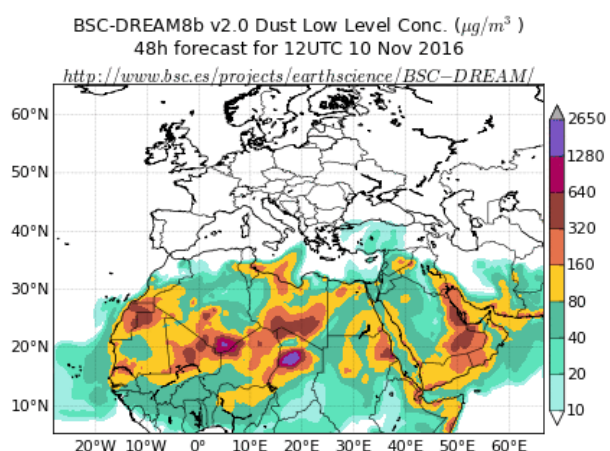 BSC-DREAM8b v2.0 Dust Low Level Conc. (μg/m³ )
48h forecast for 12UTC 10 Nov 2016
http://www.bsc.es/projects/earthscience/BSC−DREAM/
60°N
50°N
40°N
30°N
20°N
10°N
20°W 10°W 0° 10°E 20°E 30°E 40°E 50°E 60°E
2650
1280
640
320
160
80
40
20
10